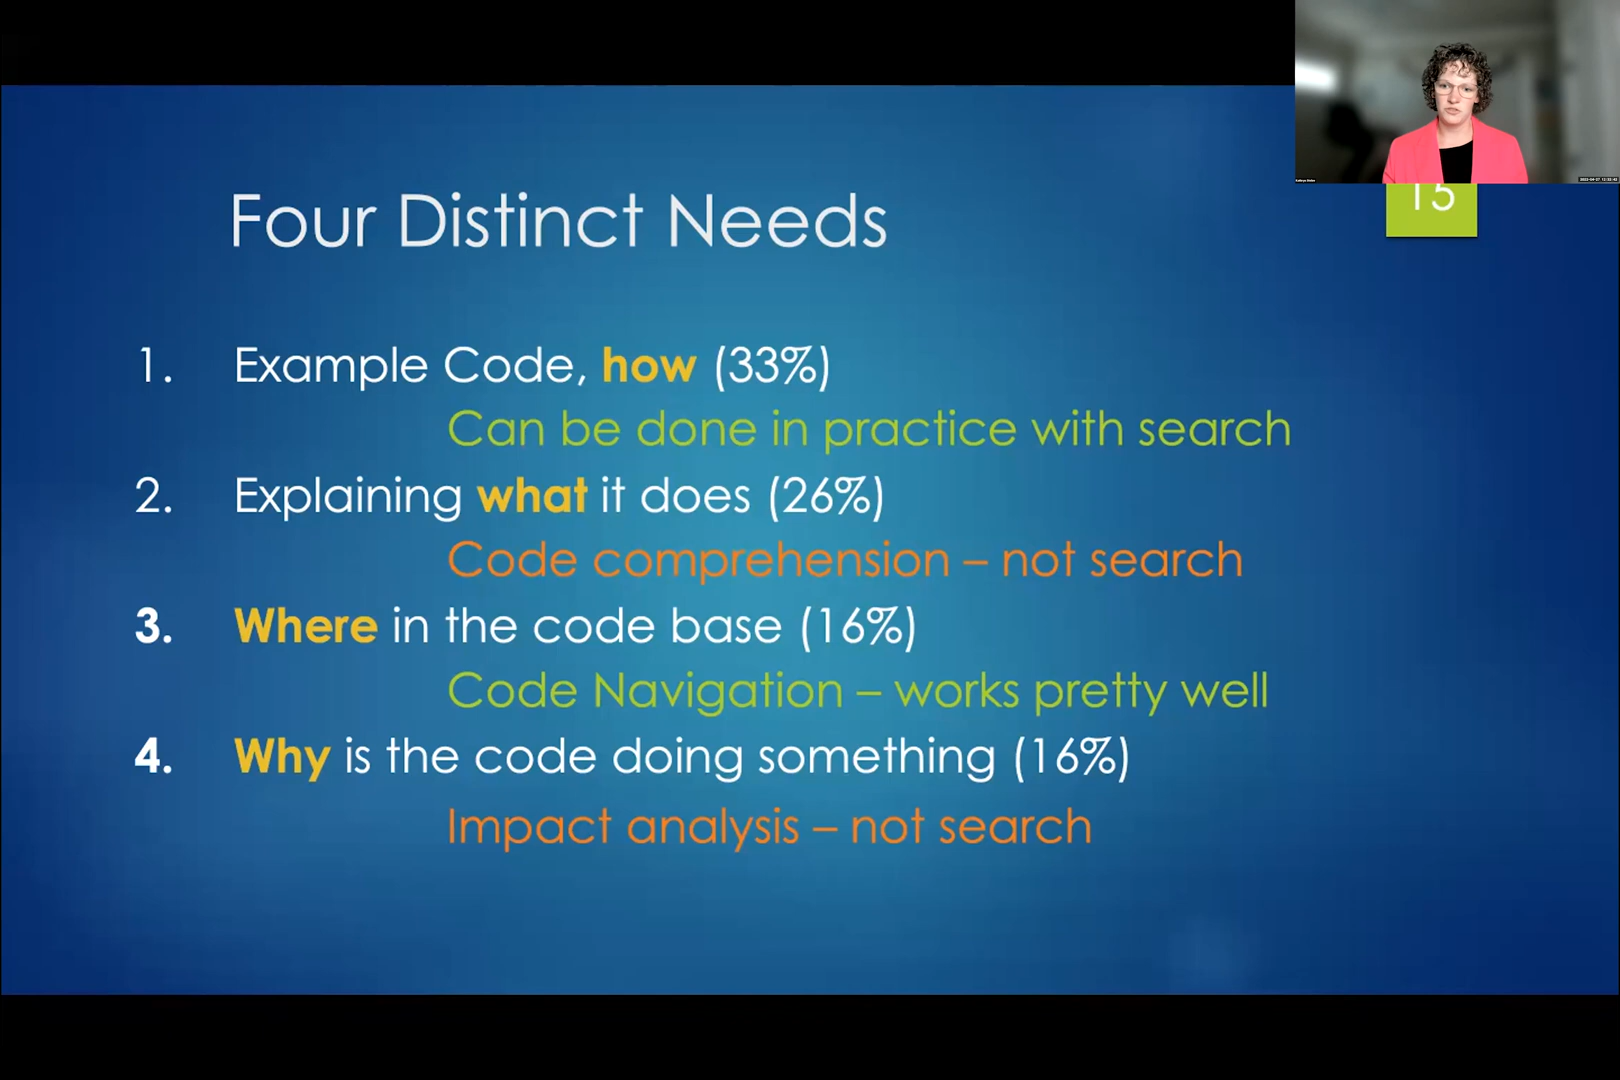 15
Four Distinct Needs
1. Example Code, how (33%)
Can be done in practice with search
2. Explaining what it does (26%)
Code comprehension – not search
3. Where in the code base (16%)
Code Navigation – works pretty well
4. Why is the code doing something (16%)
Impact analysis – not search